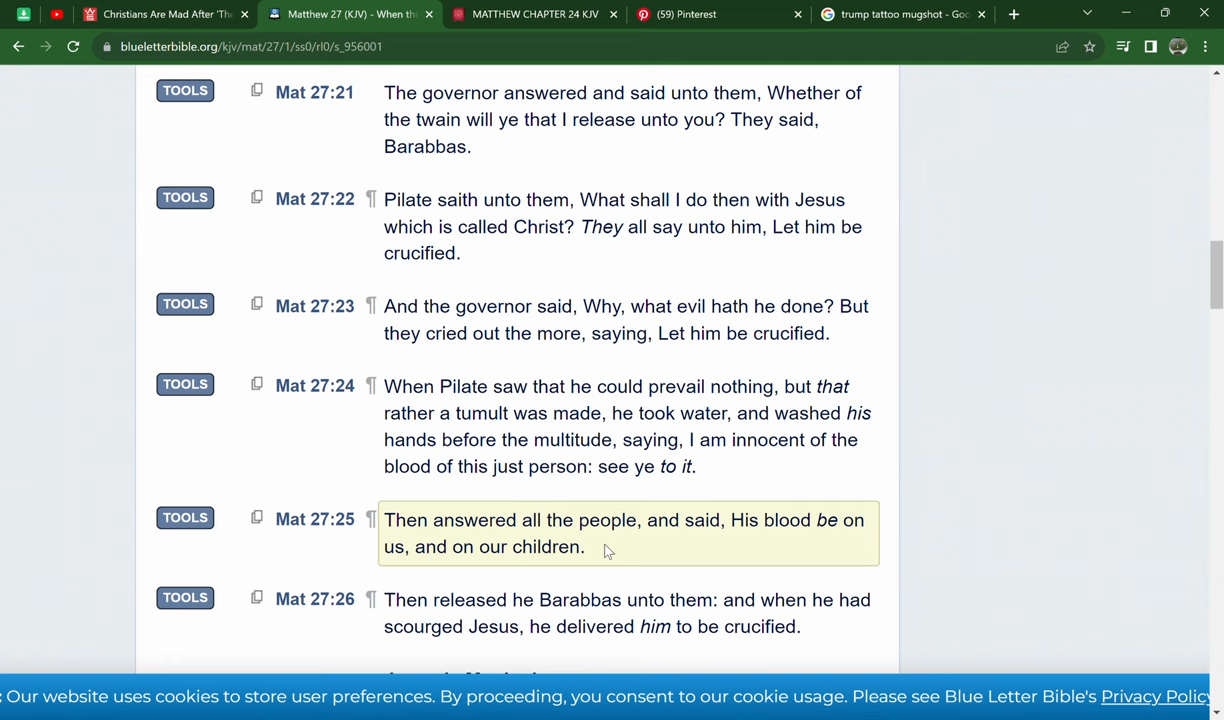 Christians Are Mad After 'The
Matthew 27 (KJV) - When th
MATTHEW CHAPTER 24 KJV
(59) Pinterest
trump tattoo mugshot - Goo
blueletterbible.org/kjv/mat/27/1/ss0/rl0/s_956001
TOOLS Mat 27:21 The governor answered and said unto them, Whether of
the twain will ye that I release unto you? They said,
Barabbas.
TOOLS Mat 27:22 ¶ Pilate saith unto them, What shall I do then with Jesus
which is called Christ? They all say unto him, Let him be
crucified.
TOOLS Mat 27:23 ¶ And the governor said, Why, what evil hath he done? But
they cried out the more, saying, Let him be crucified.
TOOLS Mat 27:24 ¶ When Pilate saw that he could prevail nothing, but that
rather a tumult was made, he took water, and washed his
hands before the multitude, saying, I am innocent of the
blood of this just person: see ye to it.
TOOLS Mat 27:25 ¶ Then answered all the people, and said, His blood be on
us, and on our children.
TOOLS Mat 27:26 ¶ Then released he Barabbas unto them: and when he had
scourged Jesus, he delivered him to be crucified.
: Our website uses cookies to store user preferences. By proceeding, you consent to our cookie usage. Please see Blue Letter Bible's Privacy Policy